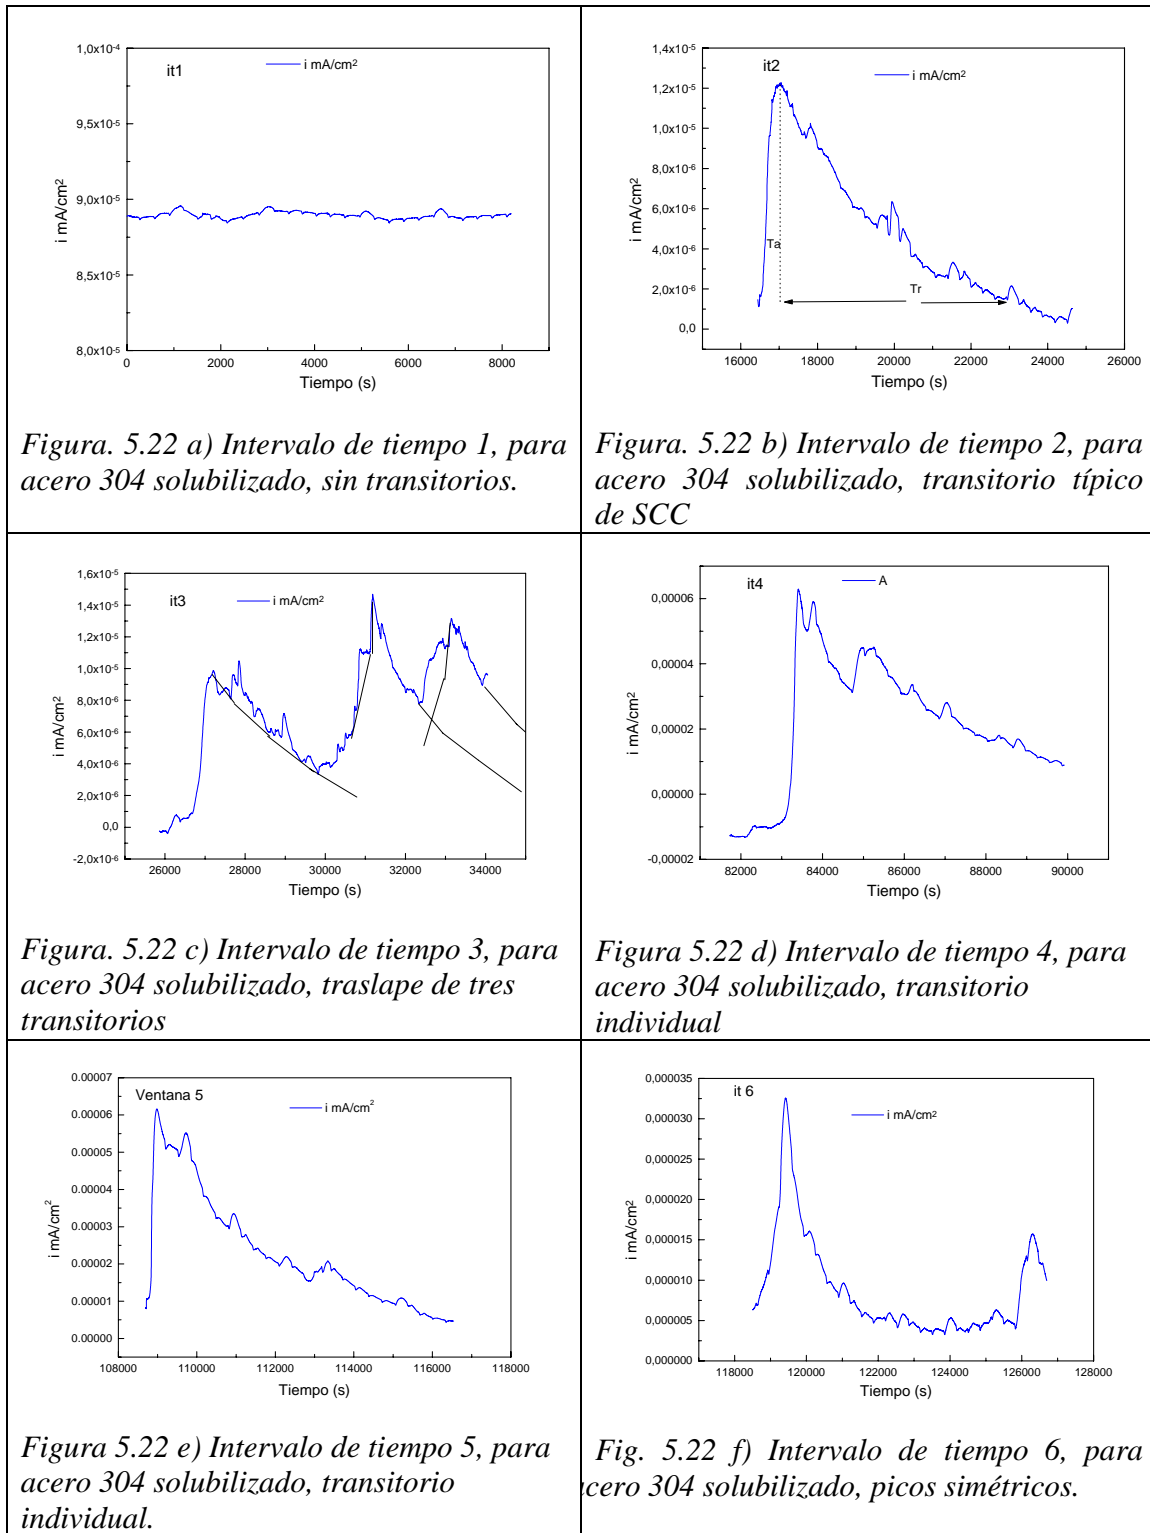 it1
i mA/cm²
1,0x10⁻⁴
9,5x10⁻⁵
9,0x10⁻⁵
8,5x10⁻⁵
8,0x10⁻⁵
i mA/cm²
0 2000 4000 6000 8000
Tiempo (s)
Figura. 5.22 a) Intervalo de tiempo 1, para
acero 304 solubilizado, sin transitorios.
it2
i mA/cm²
1,4x10⁻⁵
1,2x10⁻⁵
1,0x10⁻⁵
8,0x10⁻⁶
6,0x10⁻⁶
4,0x10⁻⁶
2,0x10⁻⁶
0,0
i mA/cm²
Ta
Tr
16000 18000 20000 22000 24000 26000
Tiempo (s)
Figura. 5.22 b) Intervalo de tiempo 2, para
acero 304 solubilizado, transitorio típico
de SCC
it3
i mA/cm²
1,6x10⁻⁵
1,4x10⁻⁵
1,2x10⁻⁵
1,0x10⁻⁵
8,0x10⁻⁶
6,0x10⁻⁶
4,0x10⁻⁶
2,0x10⁻⁶
0,0
-2,0x10⁻⁶
i mA/cm²
26000 28000 30000 32000 34000
Tiempo (s)
Figura. 5.22 c) Intervalo de tiempo 3, para
acero 304 solubilizado, traslape de tres
transitorios
it4
A
0,00006
0,00004
0,00002
0,00000
-0,00002
i mA/cm²
82000 84000 86000 88000 90000
Tiempo (s)
Figura 5.22 d) Intervalo de tiempo 4, para
acero 304 solubilizado, transitorio
individual
Ventana 5
i mA/cm²
0.00007
0.00006
0.00005
0.00004
0.00003
0.00002
0.00001
0.00000
i mA/cm²
108000 110000 112000 114000 116000 118000
Tiempo (s)
Figura 5.22 e) Intervalo de tiempo 5, para
acero 304 solubilizado, transitorio
individual.
it 6
i mA/cm²
0,000035
0,000030
0,000025
0,000020
0,000015
0,000010
0,000005
0,000000
i mA/cm²
118000 120000 122000 124000 126000 128000
Tiempo (s)
Fig. 5.22 f) Intervalo de tiempo 6, para
acero 304 solubilizado, picos simétricos.